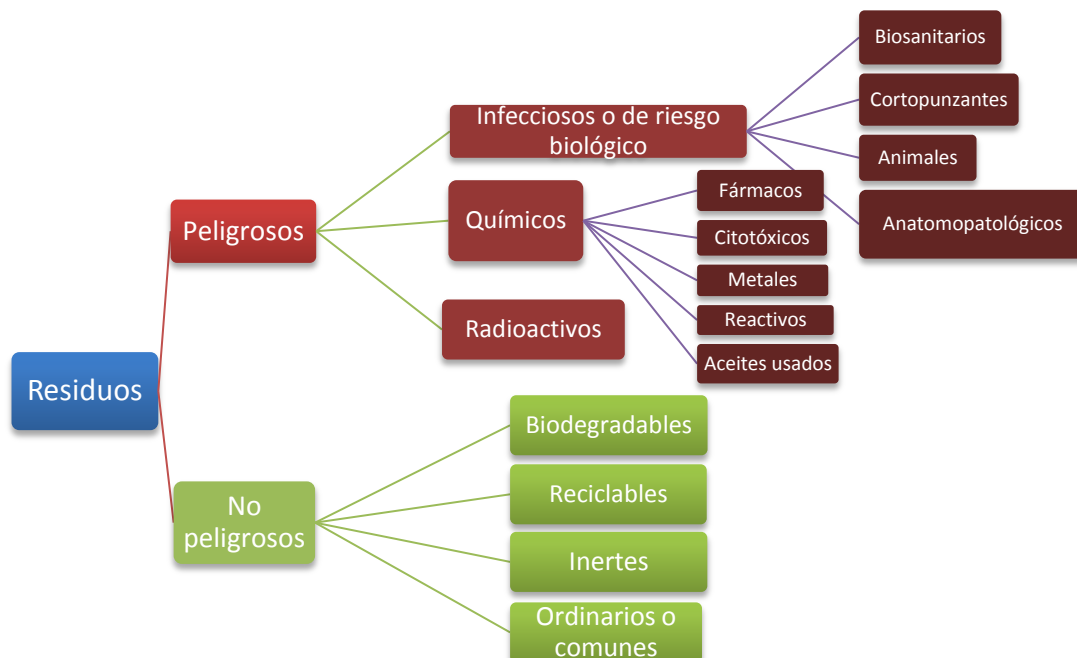 Residuos
Peligrosos
Infecciosos o de riesgo
biológico
Biosanitarios
Cortopunzantes
Animales
Anatomopatológicos
Químicos
Fármacos
Citotóxicos
Metales
Reactivos
Aceites usados
Radioactivos
No
peligrosos
Biodegradables
Reciclables
Inertes
Ordinarios o
comunes